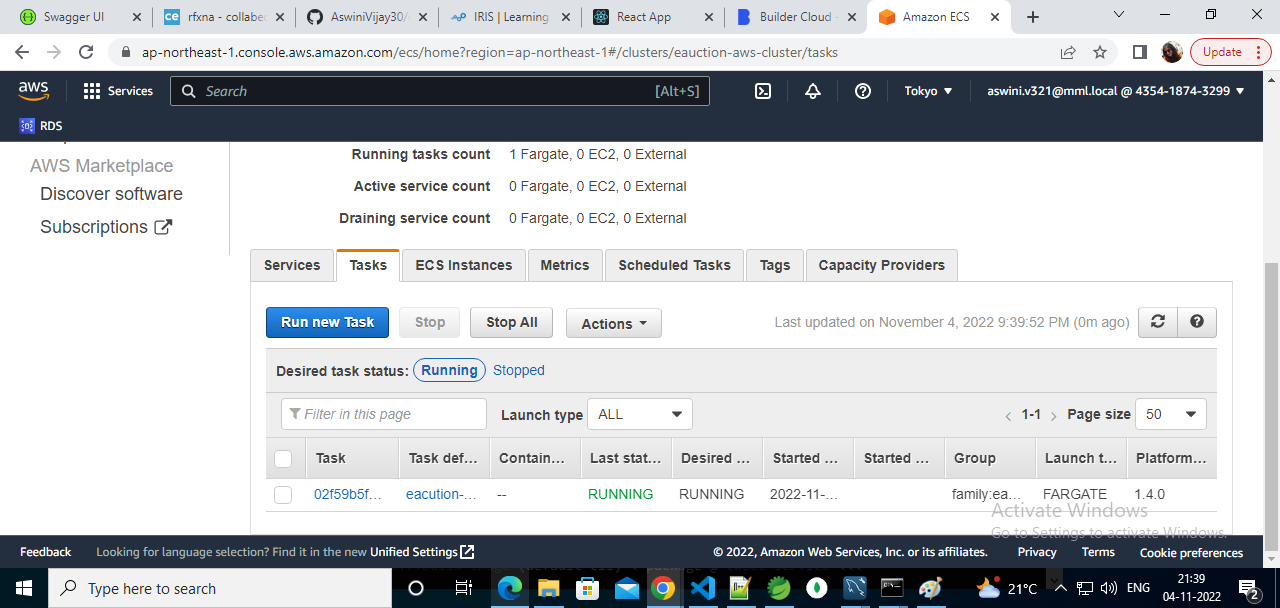 Swagger UI
rfxna - collabed
AswiniVijay30/
IRIS | Learning
React App
Builder Cloud -
Amazon ECS
ap-northeast-1.console.aws.amazon.com/ecs/home?region=ap-northeast-1#/clusters/eauction-aws-cluster/tasks
Update
aws
Services
Search
[Alt+S]
Tokyo
aswini.v321@mml.local @ 4354-1874-3299
RDS
AWS Marketplace
Discover software
Subscriptions
Running tasks count 1 Fargate, 0 EC2, 0 External
Active service count 0 Fargate, 0 EC2, 0 External
Draining service count 0 Fargate, 0 EC2, 0 External
Services Tasks ECS Instances Metrics Scheduled Tasks Tags Capacity Providers
Run new Task Stop Stop All Actions Last updated on November 4, 2022 9:39:52 PM (0m ago)
Desired task status: Running Stopped
Filter in this page Launch type ALL 1-1 Page size 50
Task Task def... Contain... Last stat... Desired ... Started ... Started ... Group Launch t... Platform...
02f59b5f... eacution-... -- RUNNING RUNNING 2022-11-... family:ea... FARGATE 1.4.0
Activate Windows
Go to Settings to activate Windows.
Feedback Looking for language selection? Find it in the new Unified Settings © 2022, Amazon Web Services, Inc. or its affiliates. Privacy Terms Cookie preferences
Type here to search
21°C
ENG
21:39
04-11-2022
2